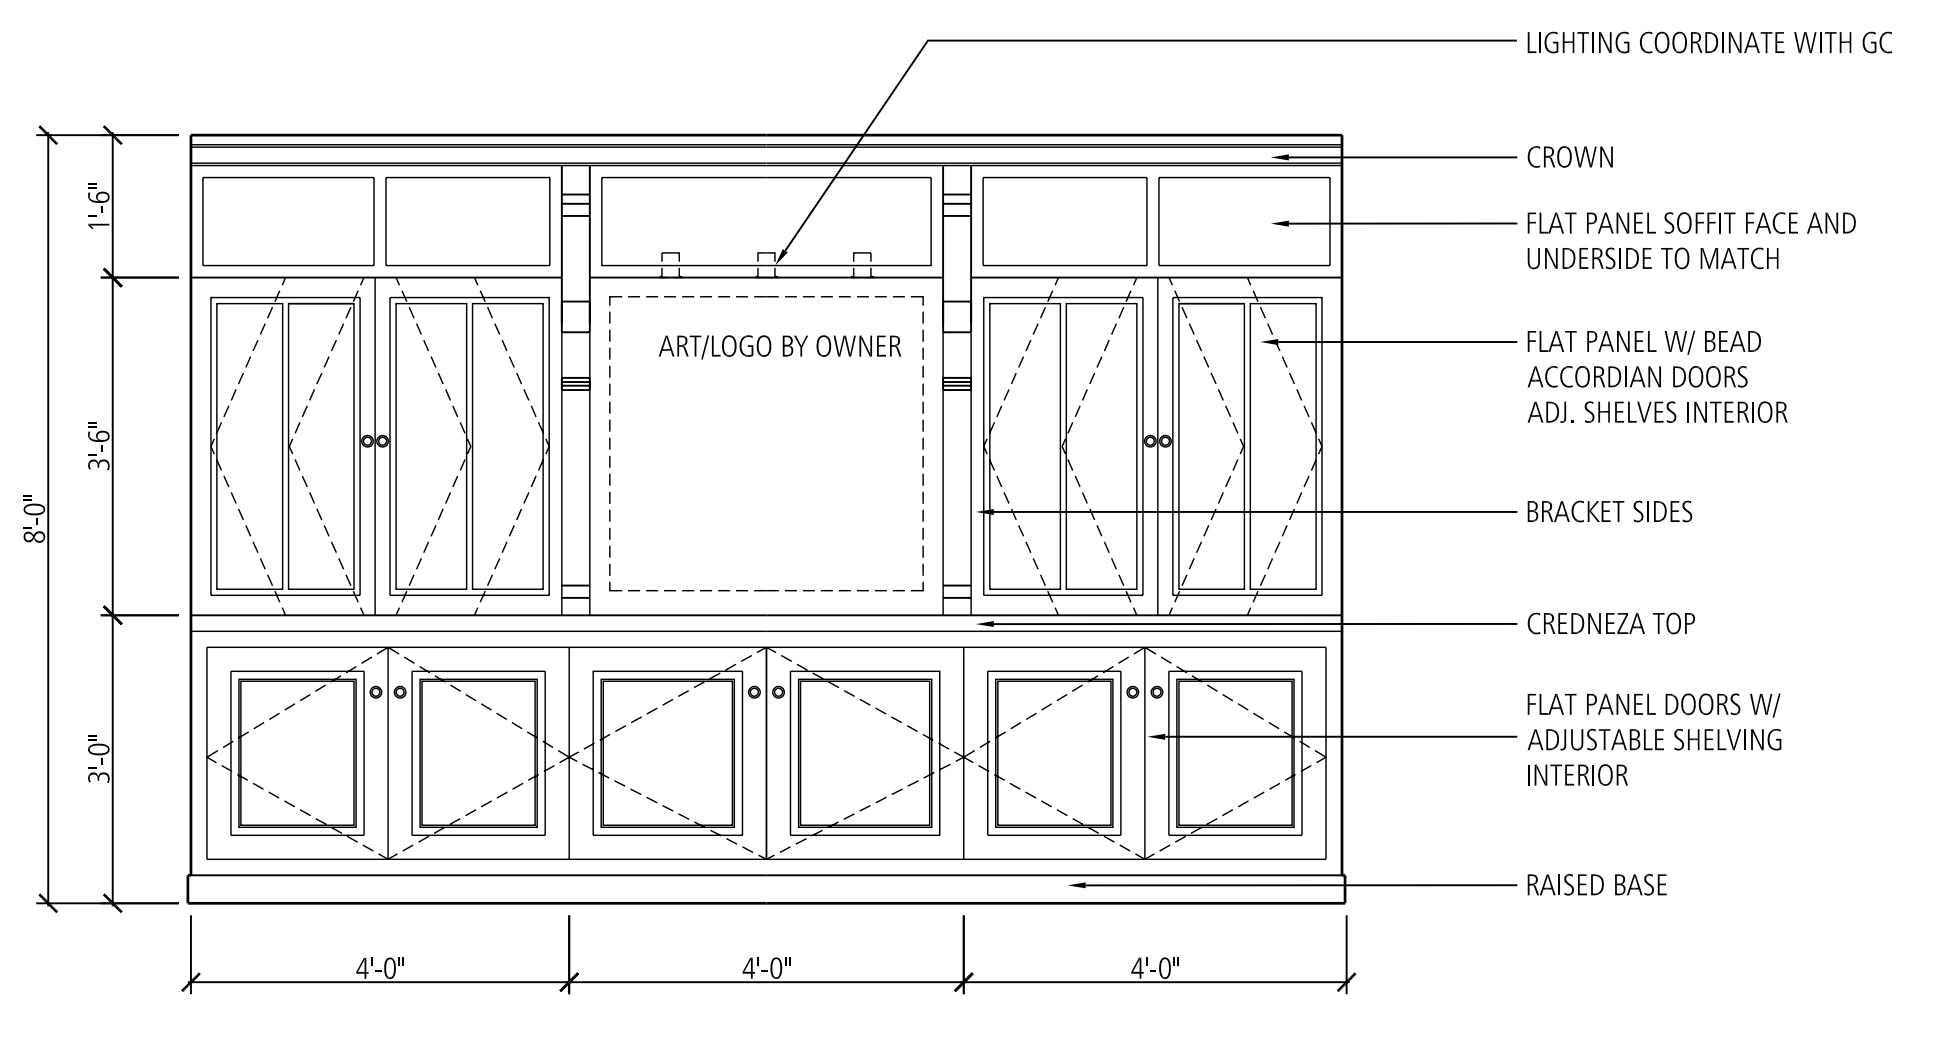 LIGHTING COORDINATE WITH GC
CROWN
FLAT PANEL SOFFIT FACE AND
UNDERSIDE TO MATCH
FLAT PANEL W/ BEAD
ACCORDIAN DOORS
ADJ. SHELVES INTERIOR
BRACKET SIDES
CREDNEZA TOP
FLAT PANEL DOORS W/
ADJUSTABLE SHELVING
INTERIOR
RAISED BASE
ART/LOGO BY OWNER
1'-6"
3'-6"
8'-0"
3'-0"
4'-0"
4'-0"
4'-0"